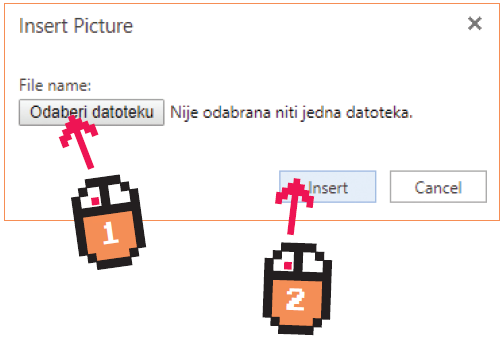 Insert Picture
File name:
Odaberi datoteku Nije odabrana niti jedna datoteka.
Insert Cancel
1
2